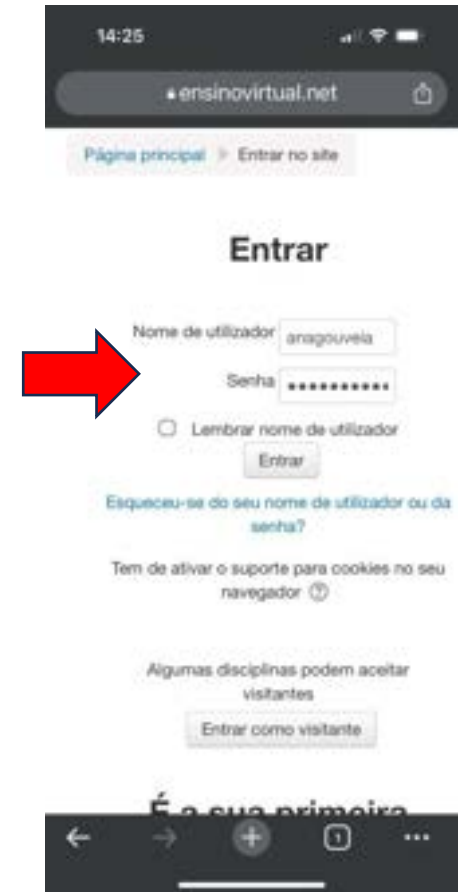 14:25
ensinovirtual.net
Página principal Entrar no site
Entrar
Nome de utilizador anagouveia
Senha ••••••••••
Lembrar nome de utilizador
Entrar
Esqueceu-se do seu nome de utilizador ou da
senha?
Tem de ativar o suporte para cookies no seu
navegador ?
Algumas disciplinas podem aceitar
visitantes
Entrar como visitante
É a sua primeira
1